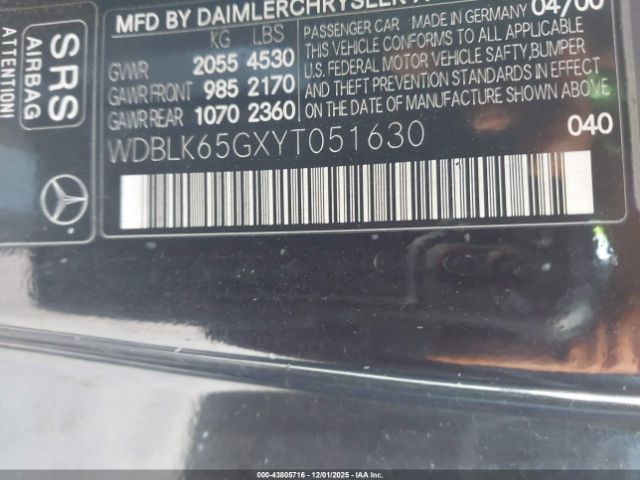 ATTENTION!
SRS
AIRBAG
MFG BY DAIMLERCHRYSLER
04/00
KG LBS
GVWR 2055 4530
GAWR FRONT 985 2170
GAWR REAR 1070 2360
PASSENGER CAR MADE IN GERMANY
THIS VEHICLE CONFORMS TO ALL APPLICABLE
U.S. FEDERAL MOTOR VEHICLE SAFTY,BUMPER
AND THEFT PREVENTION STANDARDS IN EFFECT
ON THE DATE OF MANUFACTURE SHOWN ABOVE
WDBLK65GXYT051630
040
00-43805716 - 12/01/2025 - IAA Inc.